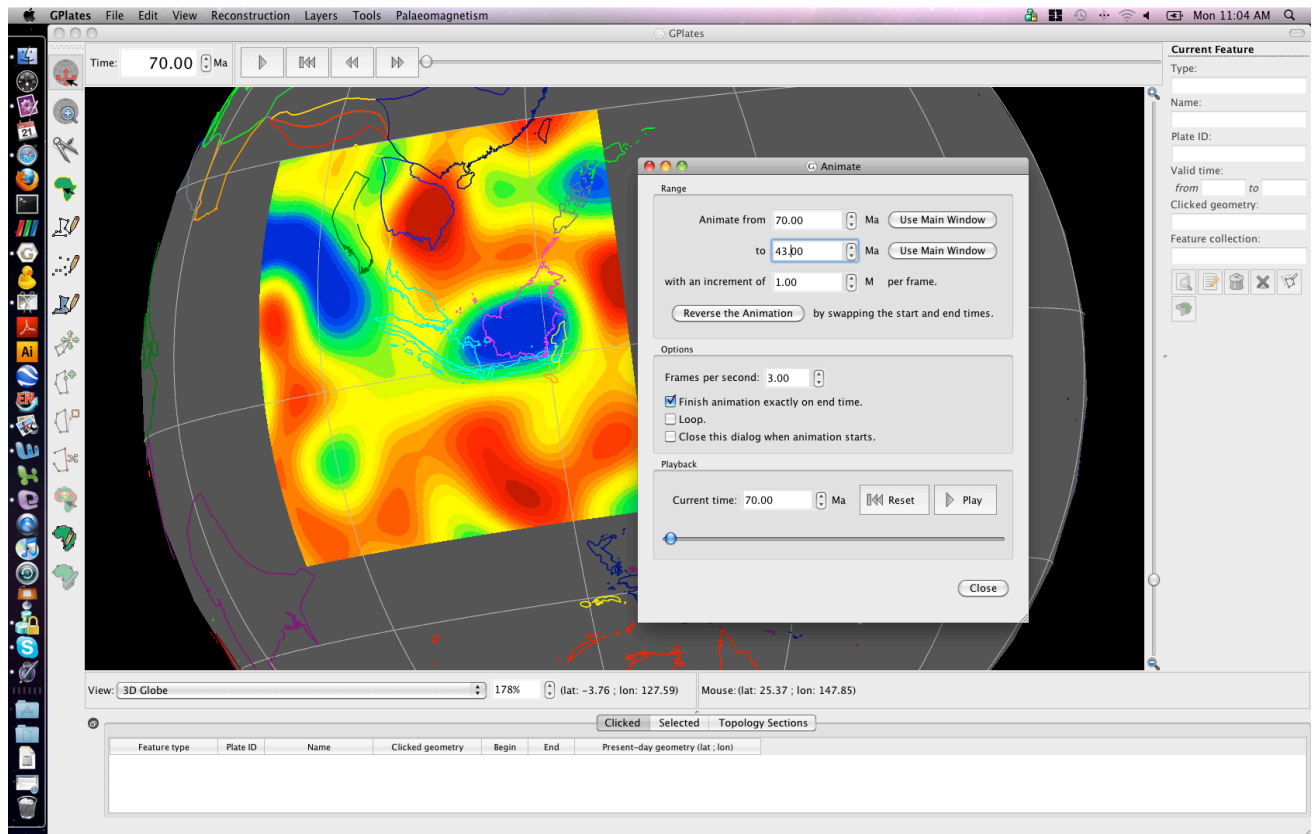 GPlates File Edit View Reconstruction Layers Tools Palaeomagnetism Mon 11:04 AM
GPlates
Time: 70.00 Ma
Current Feature
Type:
Name:
Plate ID:
Valid time:
from to
Clicked geometry:
Feature collection:
Animate
Range
Animate from 70.00 Ma Use Main Window
to 43.00 Ma Use Main Window
with an increment of 1.00 M per frame.
Reverse the Animation by swapping the start and end times.
Options
Frames per second: 3.00
Finish animation exactly on end time.
Loop.
Close this dialog when animation starts.
Playback
Current time: 70.00 Ma Reset Play
Close
21
Ai
View: 3D Globe 178% (lat: -3.76 ; lon: 127.59) Mouse: (lat: 25.37 ; lon: 147.85)
Clicked Selected Topology Sections
Feature type Plate ID Name Clicked geometry Begin End Present-day geometry (lat ; lon)